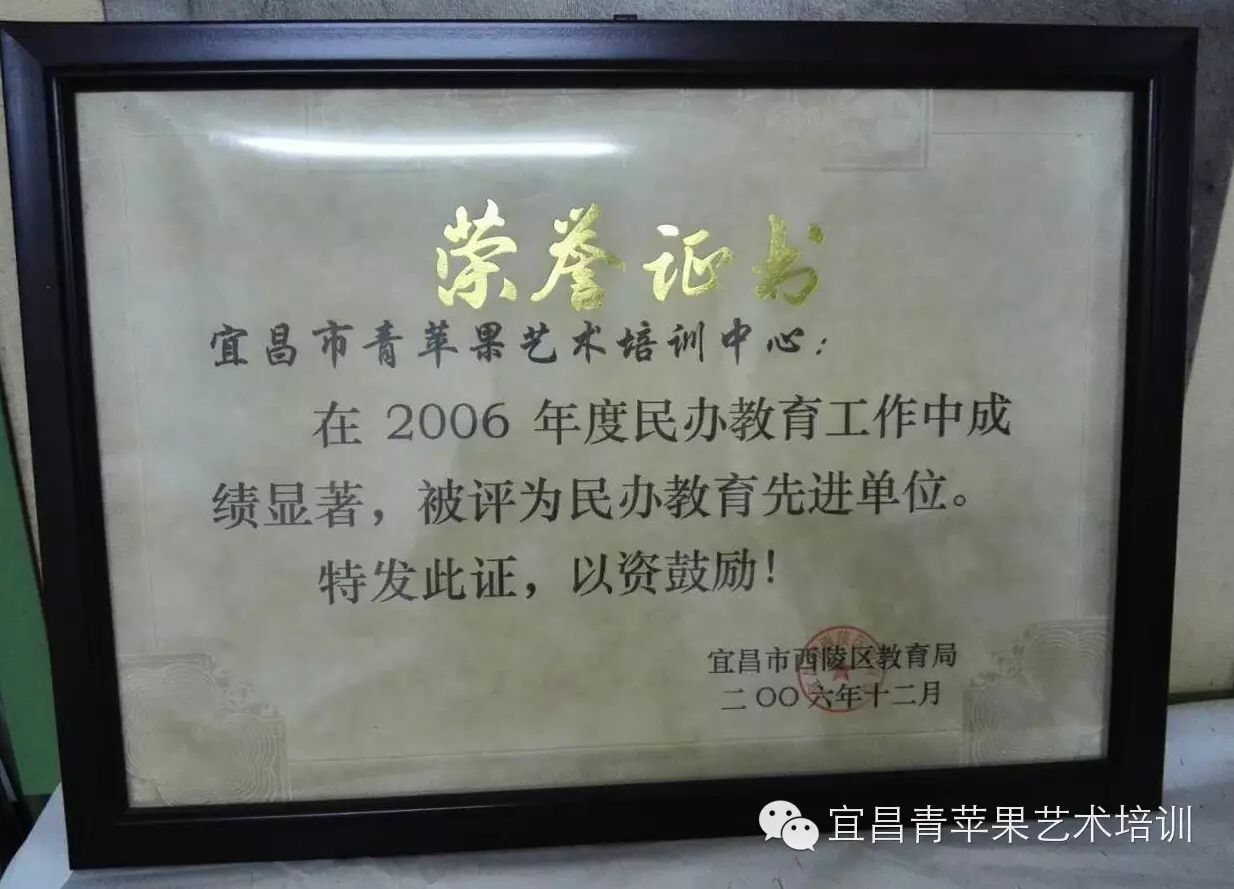 荣誉证书
宜昌市青苹果艺术培训中心：
在 2006 年度民办教育工作中成
绩显著，被评为民办教育先进单位。
特发此证，以资鼓励！
宜昌市西陵区教育局
二〇〇六年十二月
宜昌青苹果艺术培训